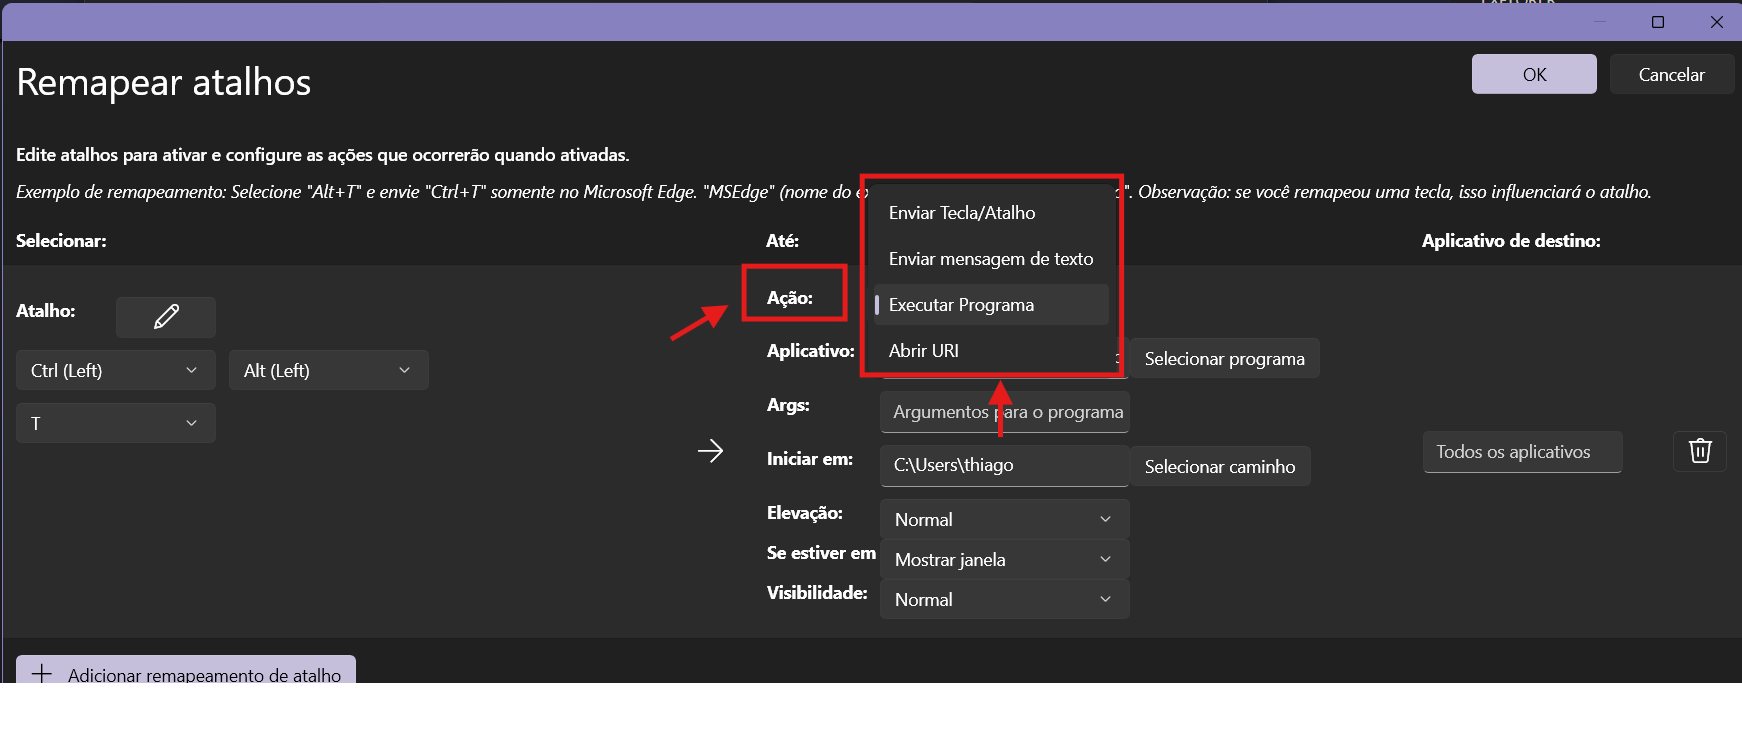 Remapear atalhos
OK
Cancelar
Edite atalhos para ativar e configure as ações que ocorrerão quando ativadas.
Exemplo de remapeamento: Selecione "Alt+T" e envie "Ctrl+T" somente no Microsoft Edge. "MSEdge" (nome do ". Observação: se você remapeou uma tecla, isso influenciará o atalho.
Selecionar:
Até:
Aplicativo de destino:
Enviar Tecla/Atalho
Enviar mensagem de texto
Executar Programa
Abrir URI
Atalho:
Ctrl (Left)
Alt (Left)
T
Ação:
Aplicativo:
Selecionar programa
Args:
Argumentos para o programa
Iniciar em:
C:\Users\thiago
Selecionar caminho
Elevação:
Normal
Se estiver em
Mostrar janela
Visibilidade:
Normal
Todos os aplicativos
Adicionar remapeamento de atalho